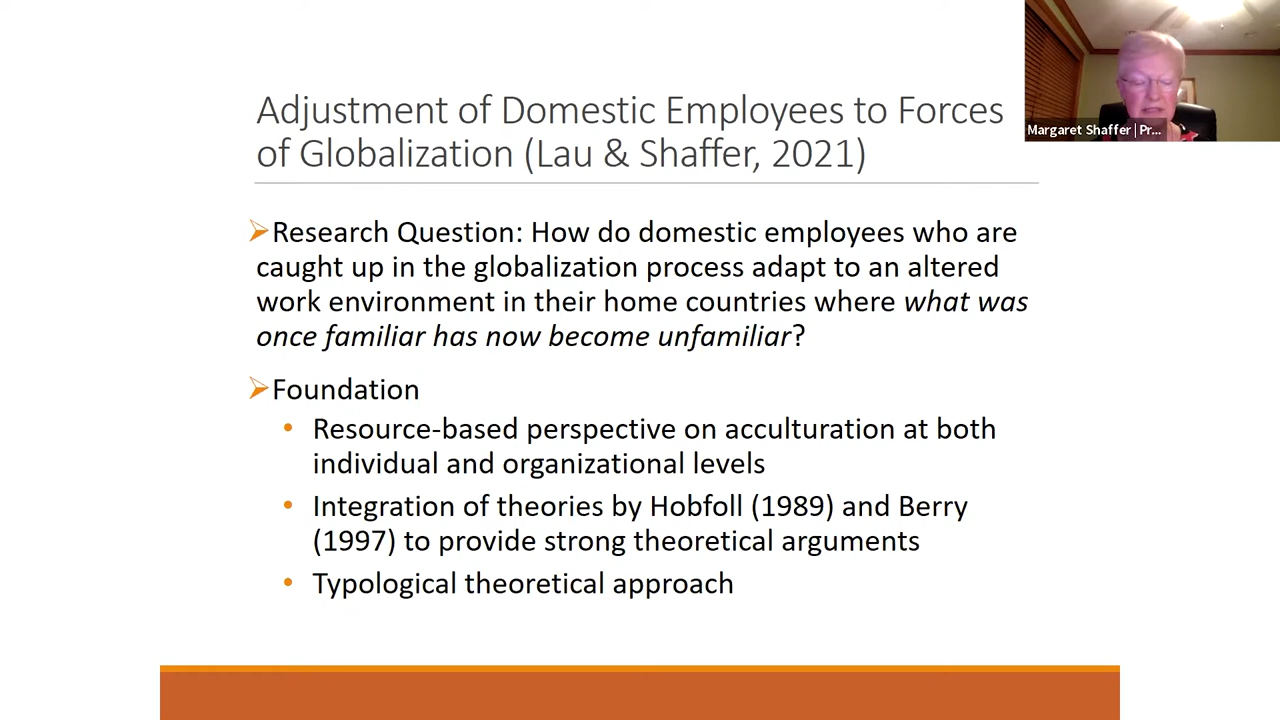 Adjustment of Domestic Employees to Forces
of Globalization (Lau & Shaffer, 2021)
Margaret Shaffer | Pr...
Research Question: How do domestic employees who are
caught up in the globalization process adapt to an altered
work environment in their home countries where what was
once familiar has now become unfamiliar?
Foundation
• Resource-based perspective on acculturation at both
individual and organizational levels
• Integration of theories by Hobfoll (1989) and Berry
(1997) to provide strong theoretical arguments
• Typological theoretical approach